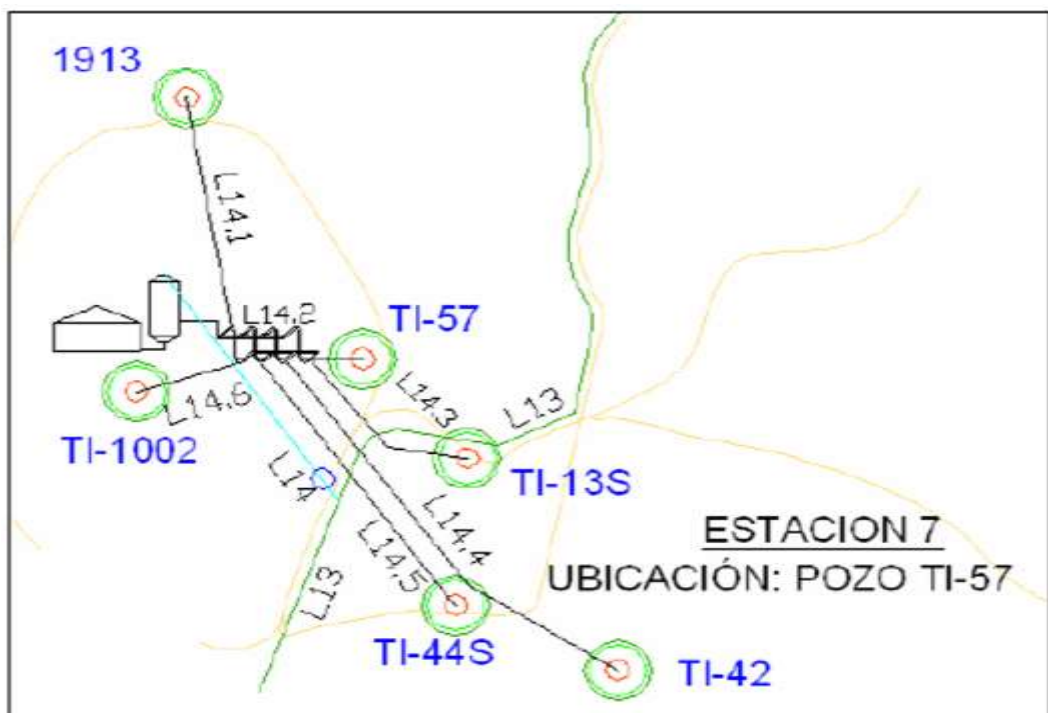 1913
L14,1
L14,2
TI-57
L14,3
L13
L14,6
TI-1002
L14
TI-13S
L14,4
L14,5
ESTACION 7
UBICACIÓN: POZO TI-57
L13
TI-44S
TI-42